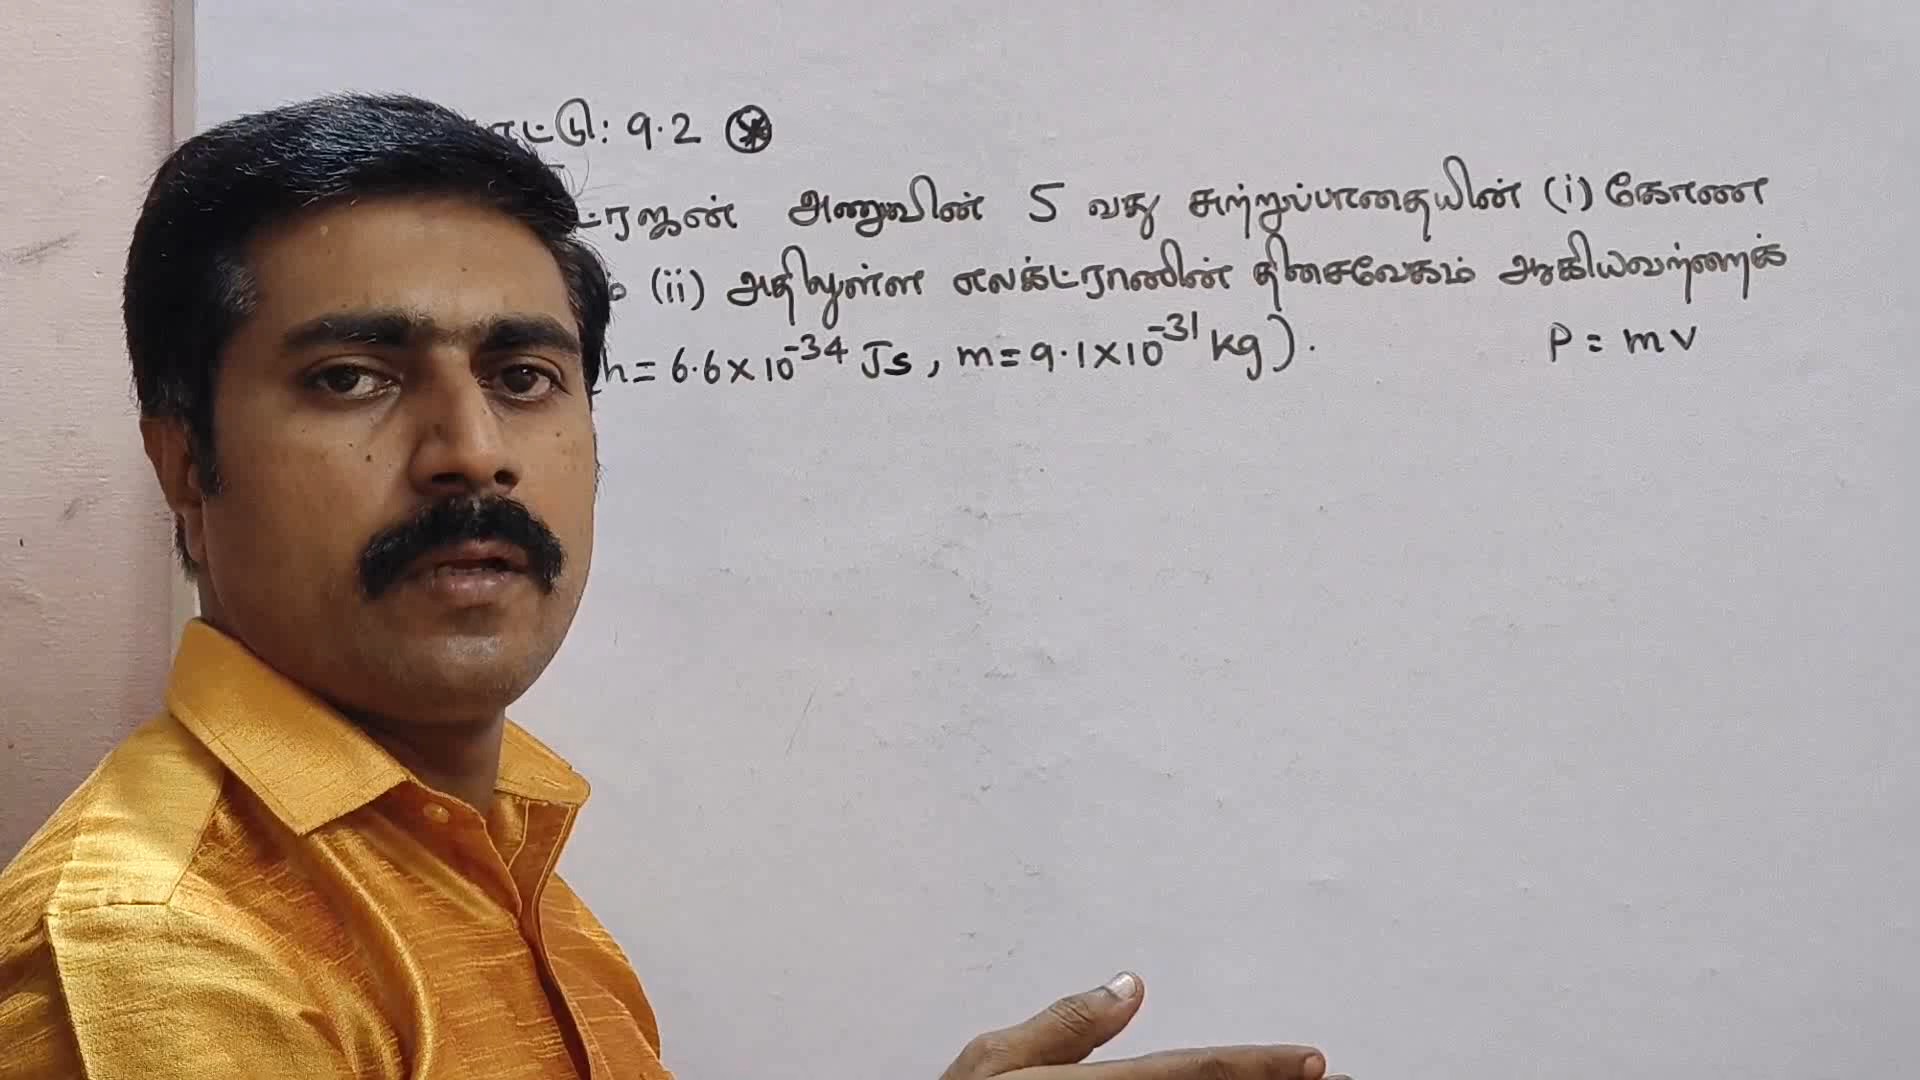 : 9.2
அணுவின் 5 வது சுற்றுப்பாதையின் (i) கோண
(ii) அதிலுள்ள எலக்ட்ரானின் திசைவேகம் ஆகியவற்றைக்
h = 6.6 × 10⁻³⁴ Js, m = 9.1 × 10⁻³¹ kg). P = mv